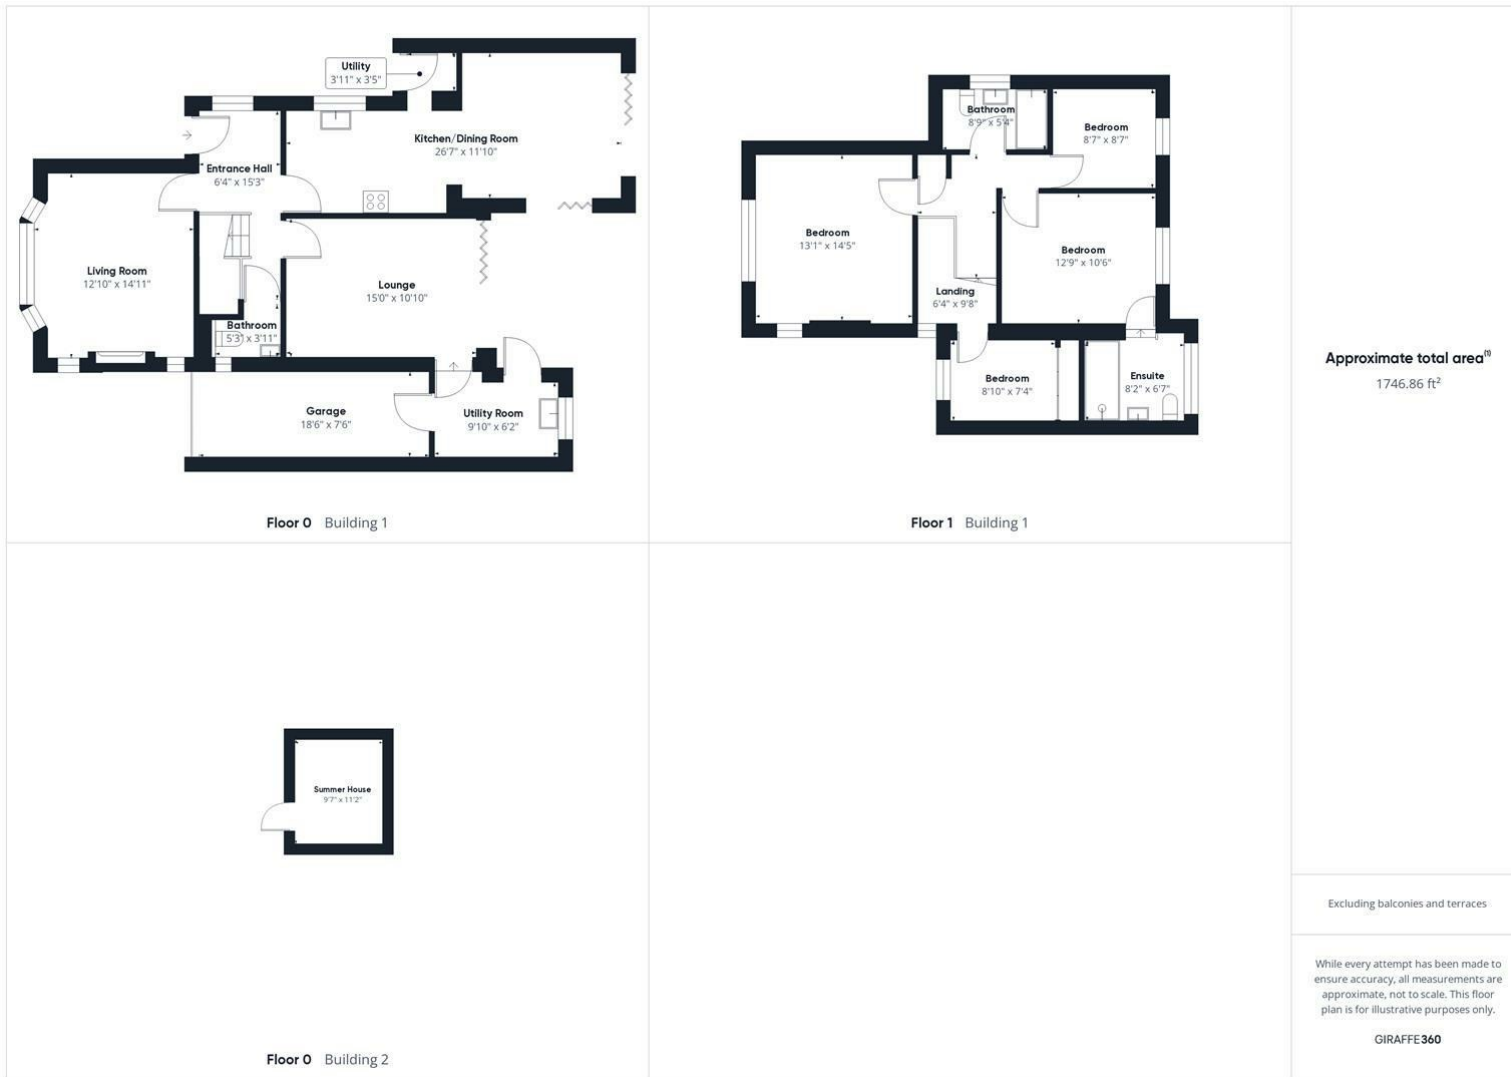 Utility
3'11" x 3'5"
Kitchen/Dining Room
26'7" x 11'10"
Entrance Hall
6'4" x 15'3"
Living Room
12'10" x 14'11"
Lounge
15'0" x 10'10"
Bathroom
5'3" x 3'11"
Garage
18'6" x 7'6"
Utility Room
9'10" x 6'2"
Floor 0 Building 1
Bathroom
8'9" x 5'4"
Bedroom
8'7" x 8'7"
Bedroom
13'1" x 14'5"
Bedroom
12'9" x 10'6"
Landing
6'4" x 9'8"
Bedroom
8'10" x 7'4"
Ensuite
8'2" x 6'7"
Floor 1 Building 1
Summer House
9'7" x 11'2"
Floor 0 Building 2
Approximate total area⁽¹⁾
1746.86 ft²
Excluding balconies and terraces
While every attempt has been made to
ensure accuracy, all measurements are
approximate, not to scale. This floor
plan is for illustrative purposes only.
GIRAFFE360